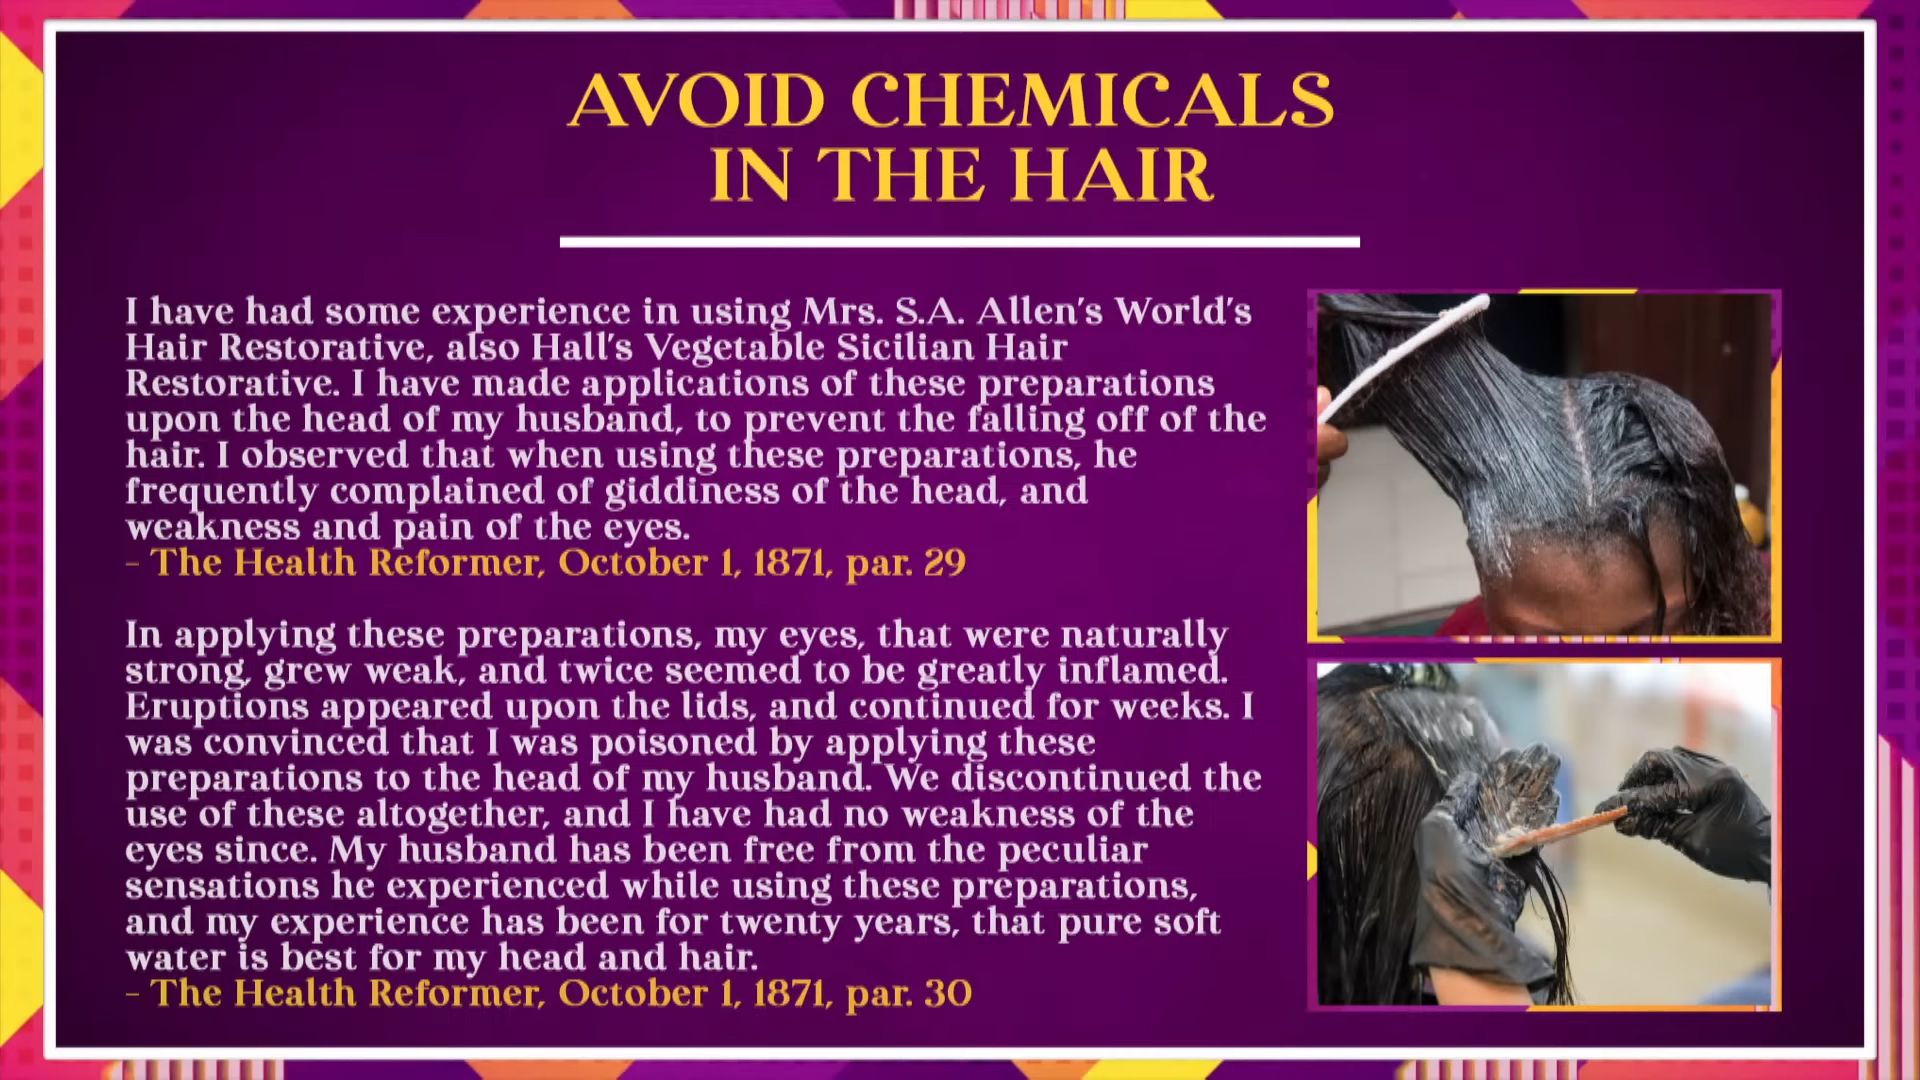 AVOID CHEMICALS
IN THE HAIR
I have had some experience in using Mrs. S.A. Allen's World's
Hair Restorative, also Hall's Vegetable Sicilian Hair
Restorative. I have made applications of these preparations
upon the head of my husband, to prevent the falling off of the
hair. I observed that when using these preparations, he
frequently complained of giddiness of the head, and
weakness and pain of the eyes.
- The Health Reformer, October 1, 1871, par. 29
In applying these preparations, my eyes, that were naturally
strong, grew weak, and twice seemed to be greatly inflamed.
Eruptions appeared upon the lids, and continued for weeks. I
was convinced that I was poisoned by applying these
preparations to the head of my husband. We discontinued the
use of these altogether, and I have had no weakness of the
eyes since. My husband has been free from the peculiar
sensations he experienced while using these preparations,
and my experience has been for twenty years, that pure soft
water is best for my head and hair.
- The Health Reformer, October 1, 1871, par. 30